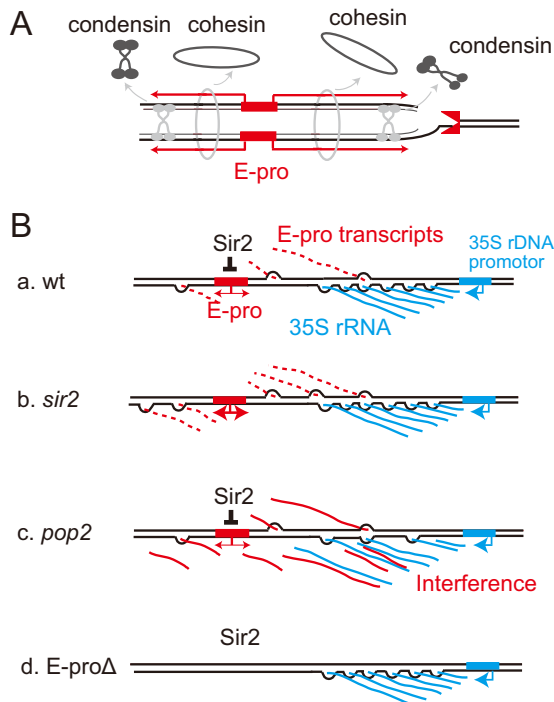 A
condensin
cohesin
cohesin
condensin
E-pro
B
Sir2
E-pro transcripts
35S rDNA
promotor
a. wt
E-pro
35S rRNA
b. sir2
Sir2
c. pop2
Interference
Sir2
d. E-proΔ